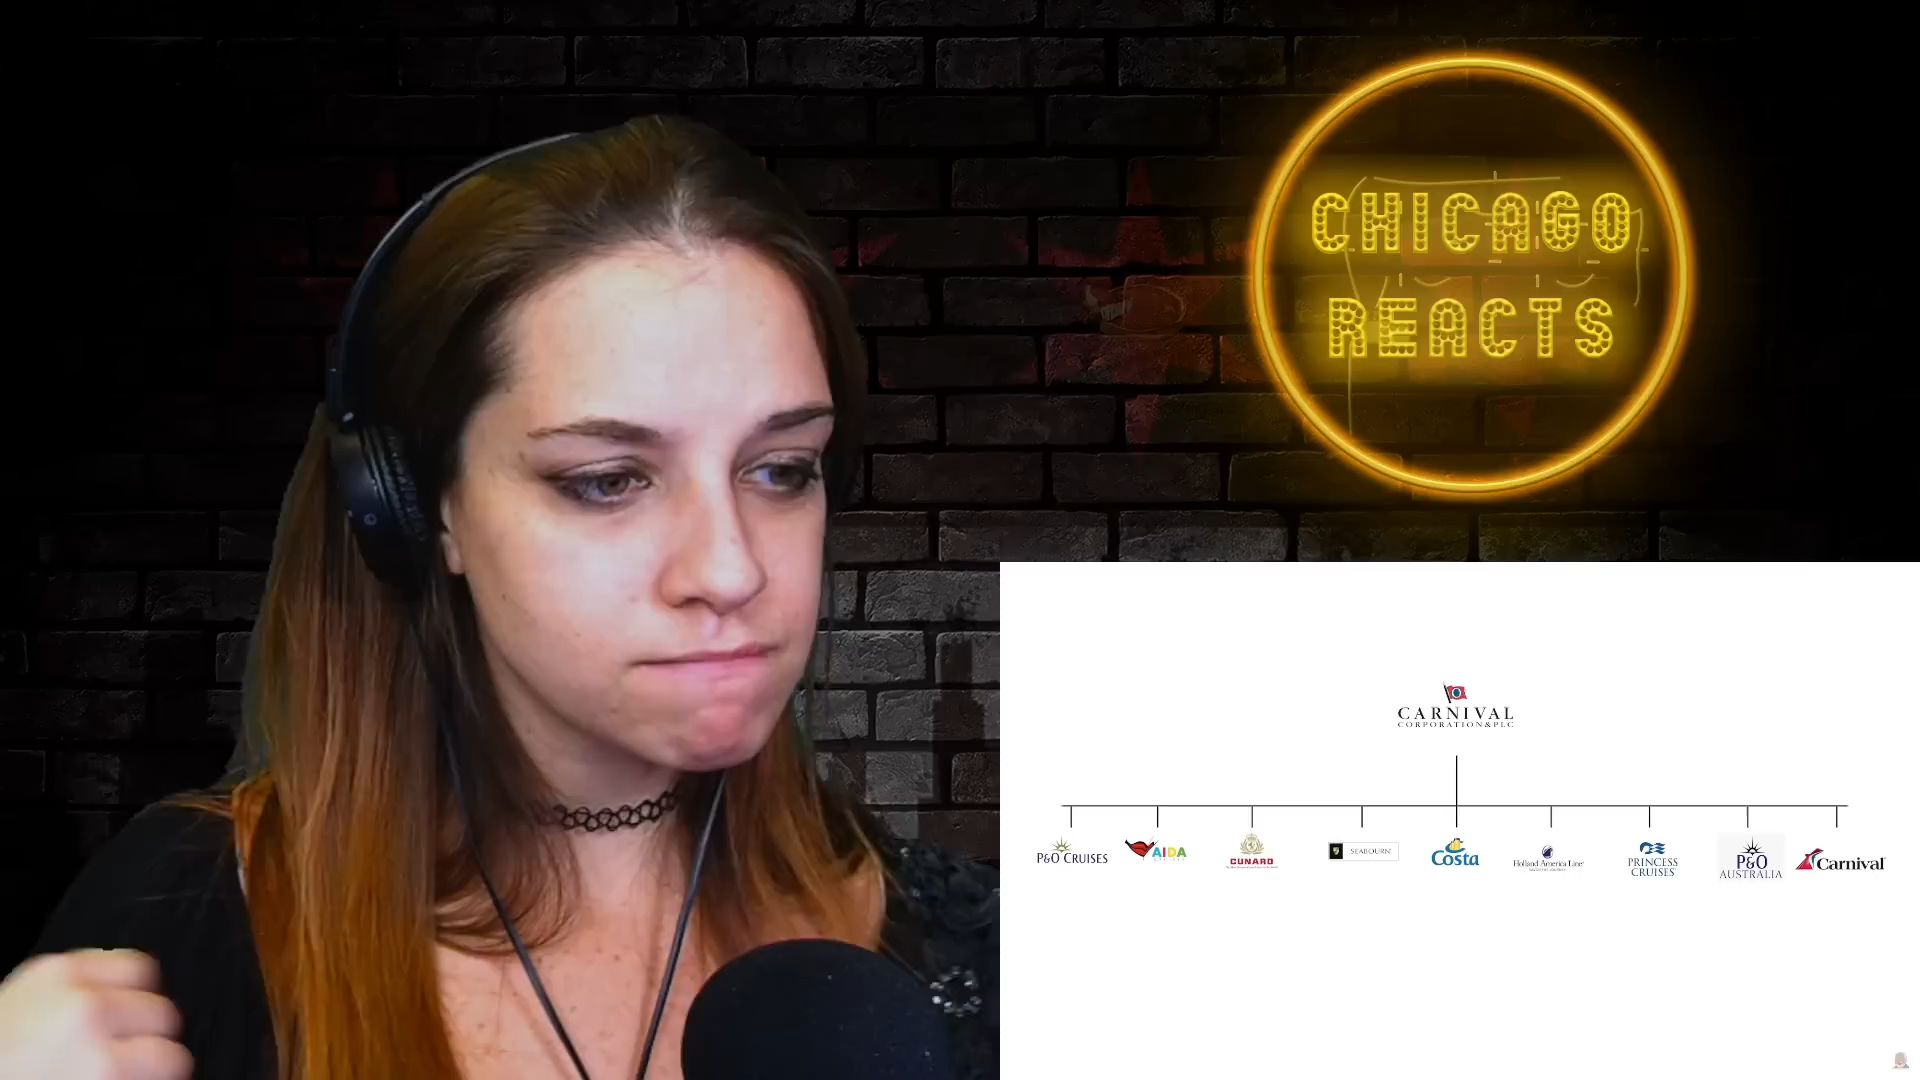 CHICAGO
REACTS
CARNIVAL
CORPORATION & PLC
P&O CRUISES
AIDA
CUNARD
SEABOURN
Costa
Holland America Line
PRINCESS
CRUISES
P&O
AUSTRALIA
Carnival